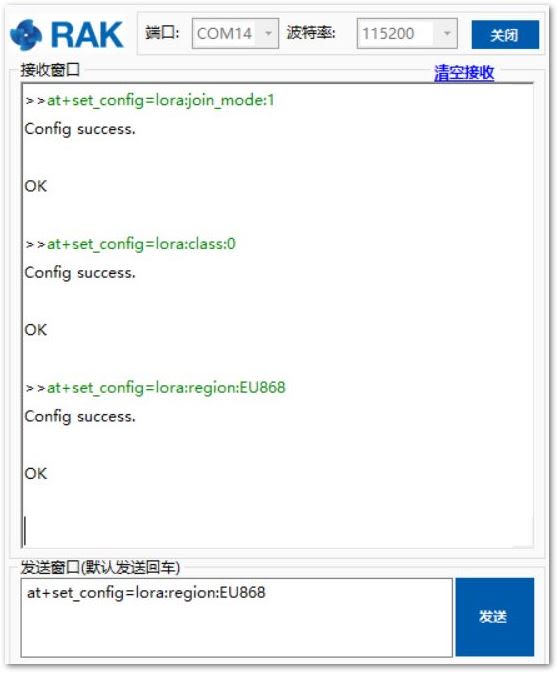 RAK 端口: COM14 波特率: 115200 关闭
接收窗口 清空接收
>>at+set_config=lora:join_mode:1
Config success.
OK
>>at+set_config=lora:class:0
Config success.
OK
>>at+set_config=lora:region:EU868
Config success.
OK
发送窗口(默认发送回车)
at+set_config=lora:region:EU868
发送